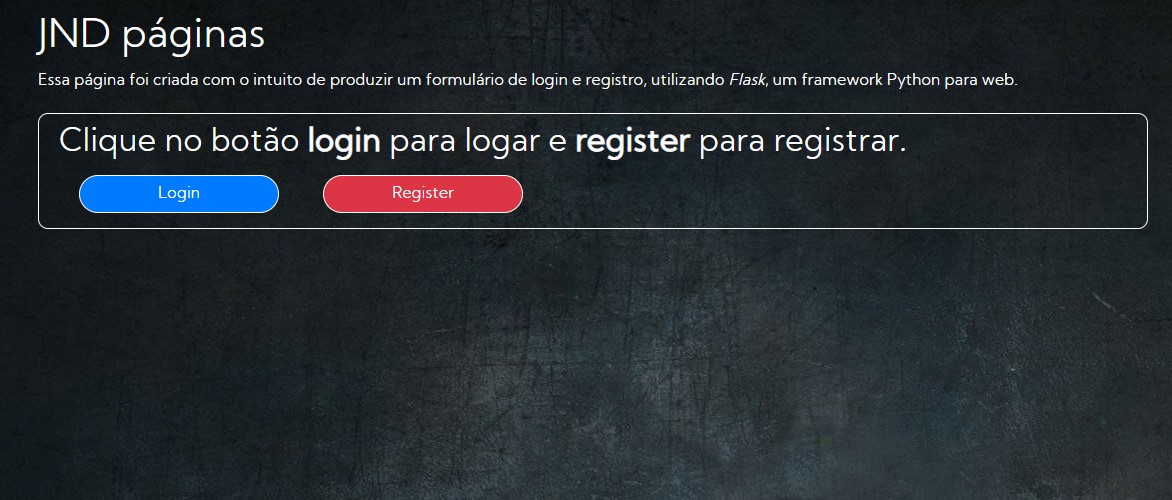 JND páginas
Essa página foi criada com o intuito de produzir um formulário de login e registro, utilizando Flask, um framework Python para web.
Clique no botão login para logar e register para registrar.
Login
Register